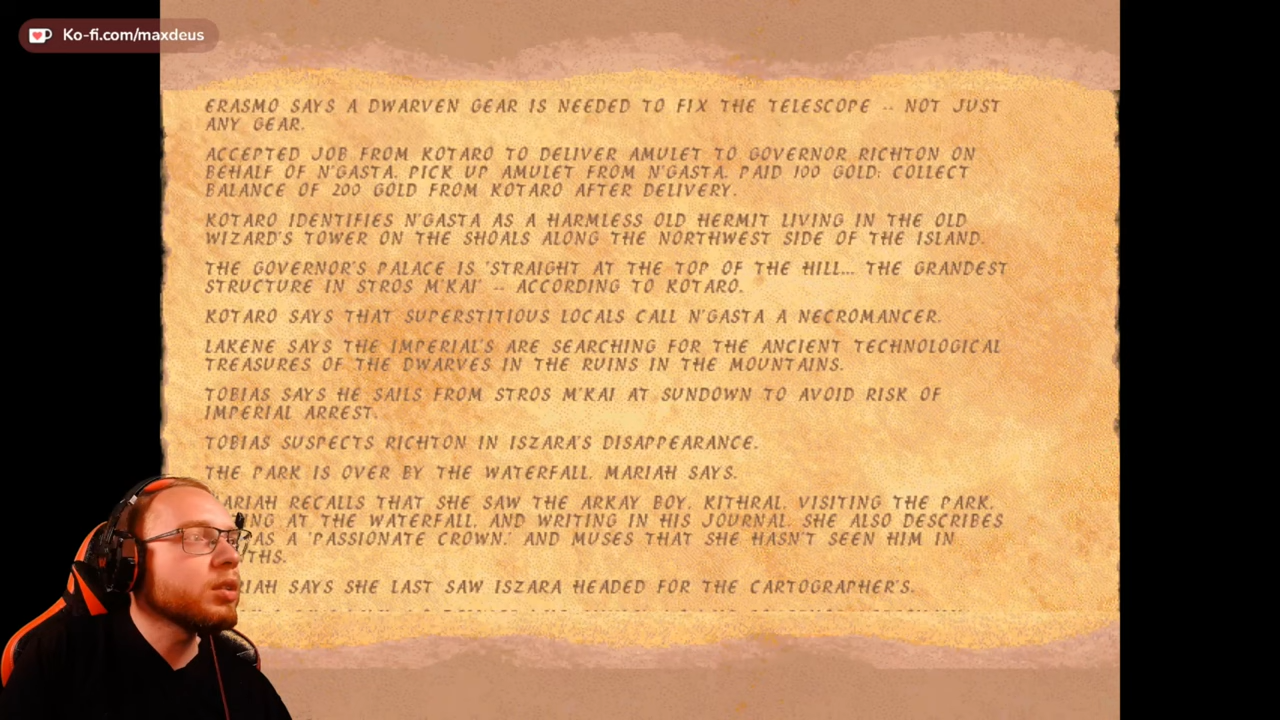 Ko-fi.com/maxdeus
ERASMO SAYS A DWARVEN GEAR IS NEEDED TO FIX THE TELESCOPE -- NOT JUST
ANY GEAR.
ACCEPTED JOB FROM KOTARO TO DELIVER AMULET TO GOVERNOR RICHTON ON
BEHALF OF N'GASTA. PICK UP AMULET FROM N'GASTA. PAID 100 GOLD; COLLECT
BALANCE OF 200 GOLD FROM KOTARO AFTER DELIVERY.
KOTARO IDENTIFIES N'GASTA AS A HARMLESS OLD HERMIT LIVING IN THE OLD
WIZARD'S TOWER ON THE SHOALS ALONG THE NORTHWEST SIDE OF THE ISLAND.
THE GOVERNOR'S PALACE IS 'STRAIGHT AT THE TOP OF THE HILL... THE GRANDEST
STRUCTURE IN STROS M'KAI' -- ACCORDING TO KOTARO.
KOTARO SAYS THAT SUPERSTITIOUS LOCALS CALL N'GASTA A NECROMANCER.
LAKENE SAYS THE IMPERIAL'S ARE SEARCHING FOR THE ANCIENT TECHNOLOGICAL
TREASURES OF THE DWARVES IN THE RUINS IN THE MOUNTAINS.
TOBIAS SAYS HE SAILS FROM STROS M'KAI AT SUNDOWN TO AVOID RISK OF
IMPERIAL ARREST.
TOBIAS SUSPECTS RICHTON IN ISZARA'S DISAPPEARANCE.
THE PARK IS OVER BY THE WATERFALL, MARIAH SAYS.
MARIAH RECALLS THAT SHE SAW THE ARKAY BOY, KITHRAL, VISITING THE PARK,
AT THE WATERFALL, AND WRITING IN HIS JOURNAL. SHE ALSO DESCRIBES
AS A 'PASSIONATE CROWN,' AND MUSES THAT SHE HASN'T SEEN HIM IN
THS.
RIAH SAYS SHE LAST SAW ISZARA HEADED FOR THE CARTOGRAPHER'S.